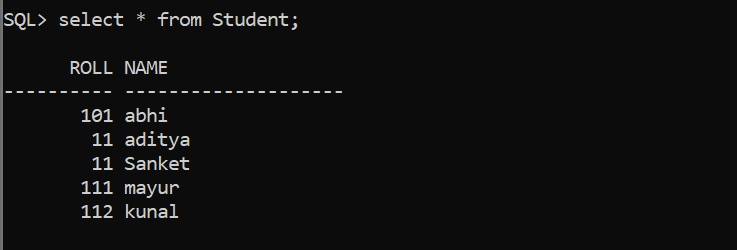 SQL> select * from Student;
ROLL NAME
---------- --------------------
101 abhi
11 aditya
11 Sanket
111 mayur
112 kunal